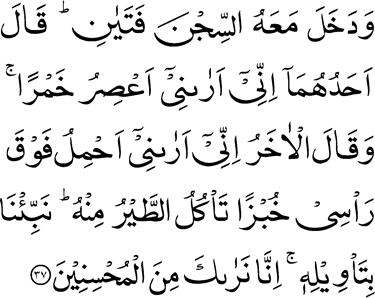 وَدَخَلَ مَعَهُ السِّجْنَ فَتَيٰنِ ؕ قَالَ
اَحَدُهُمَاۤ اِنِّىْۤ اَرٰٮنِىْۤ اَعْصِرُ خَمْرًا ۚ
وَقَالَ الْاٰخَرُ اِنِّىْۤ اَرٰٮنِىْۤ اَحْمِلُ فَوْقَ
رَاْسِىْ خُبْزًا تَاْكُلُ الطَّيْرُ مِنْهُ ؕ نَبِّئْنَا
بِتَاْوِيْلِهٖ ۚ اِنَّا نَرٰٮكَ مِنَ الْمُحْسِنِيْنَ ﴿۳۷﴾